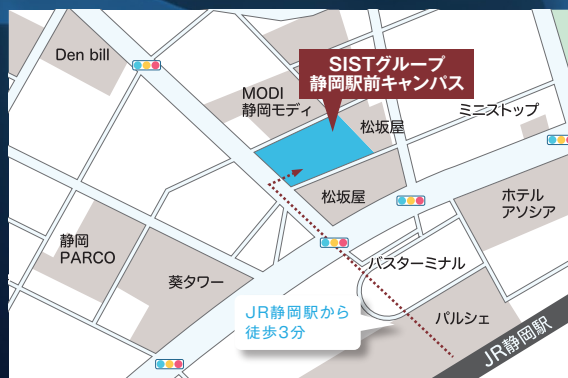 Den bill
SISTグループ
静岡駅前キャンパス
MODI
静岡モディ
松坂屋
ミニストップ
松坂屋
ホテル
アソシア
静岡
PARCO
葵タワー
バスターミナル
JR静岡駅から
徒歩3分
パルシェ
JR静岡駅